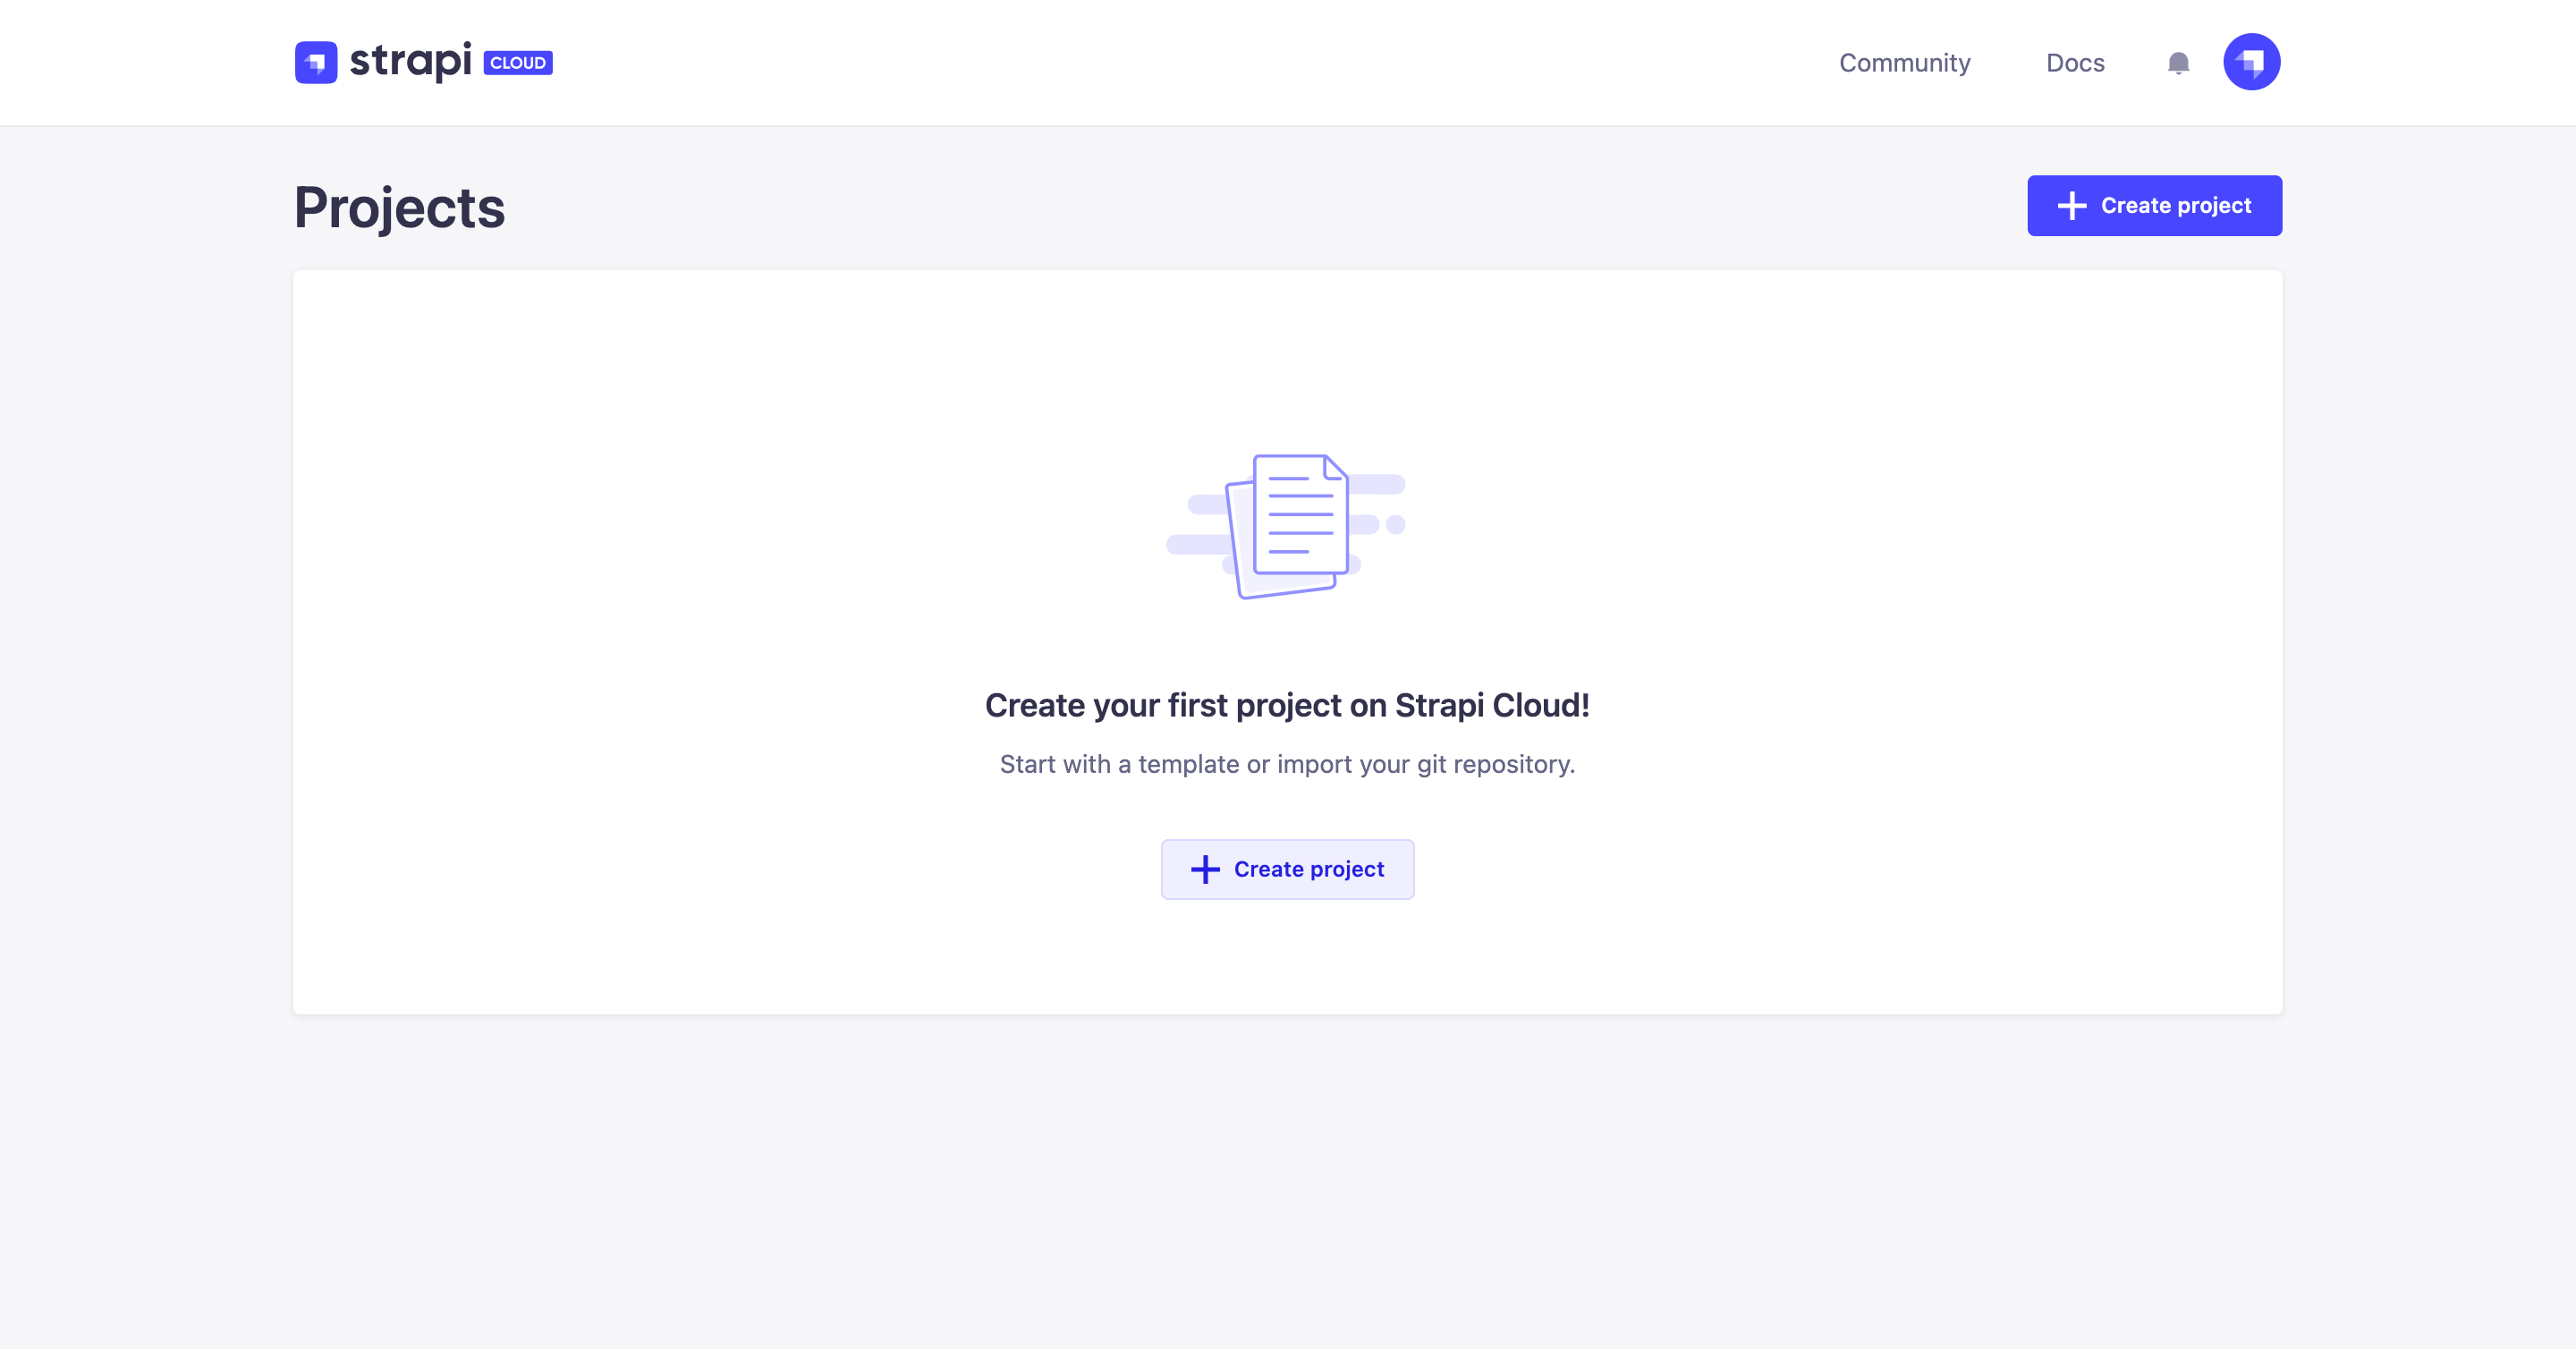 strapi CLOUD
Community
Docs
Projects
Create project
Create your first project on Strapi Cloud!
Start with a template or import your git repository.
Create project